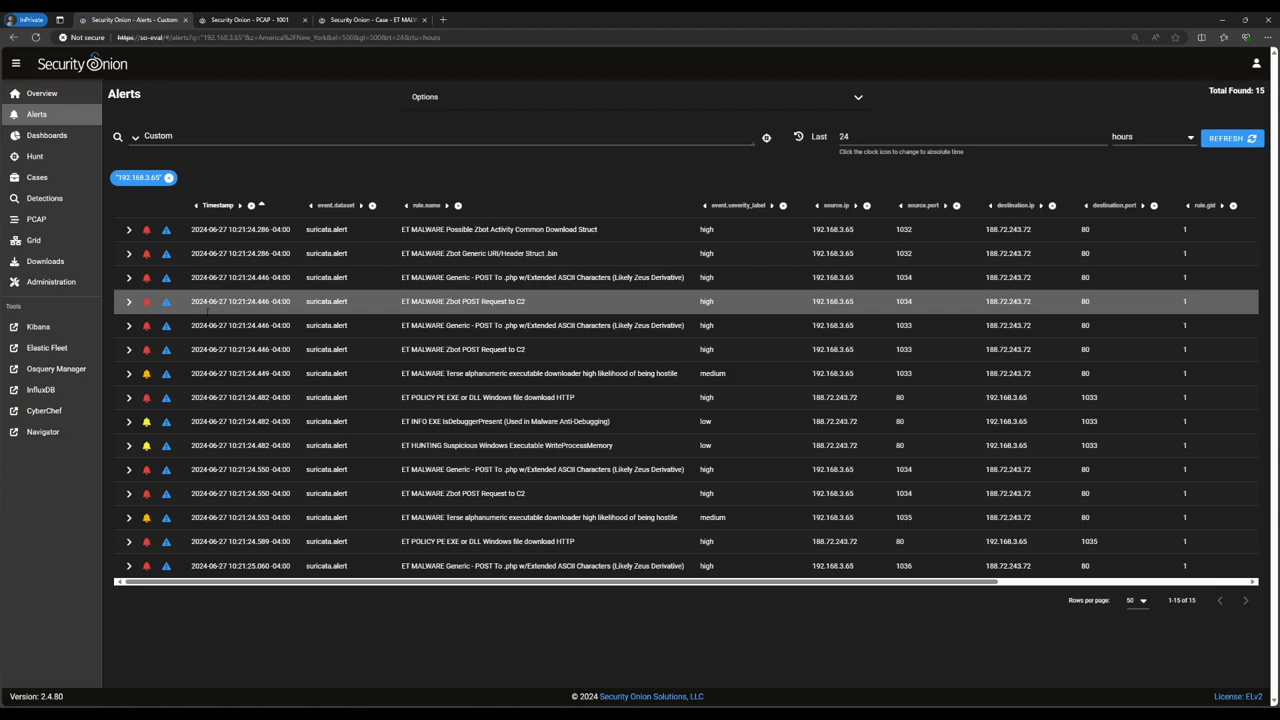 InPrivate
Security Onion - Alerts - Custom
Security Onion - PCAP - 1001
Security Onion - Case - ET MALW
Not secure https://so-eval/#/alerts?q="192.168.3.65"&z=America%2FNew_York&el=500&gl=500&rt=24&rtu=hours
Security Onion
Alerts
Options
Total Found: 15
Overview
Alerts
Dashboards
Hunt
Cases
Detections
PCAP
Grid
Downloads
Administration
Tools
Kibana
Elastic Fleet
Osquery Manager
InfluxDB
CyberChef
Navigator
Custom
Last 24 hours REFRESH
Click the clock icon to change to absolute time
"192.168.3.65"
Timestamp event.dataset rule.name event.severity_label source.ip source.port destination.ip destination.port rule.gid
2024-06-27 10:21:24.286 -04:00 suricata.alert ET MALWARE Possible Zbot Activity Common Download Struct high 192.168.3.65 1032 188.72.243.72 80 1
2024-06-27 10:21:24.286 -04:00 suricata.alert ET MALWARE Zbot Generic URI/Header Struct .bin high 192.168.3.65 1032 188.72.243.72 80 1
2024-06-27 10:21:24.446 -04:00 suricata.alert ET MALWARE Generic - POST To .php w/Extended ASCII Characters (Likely Zeus Derivative) high 192.168.3.65 1034 188.72.243.72 80 1
2024-06-27 10:21:24.446 -04:00 suricata.alert ET MALWARE Zbot POST Request to C2 high 192.168.3.65 1034 188.72.243.72 80 1
2024-06-27 10:21:24.446 -04:00 suricata.alert ET MALWARE Generic - POST To .php w/Extended ASCII Characters (Likely Zeus Derivative) high 192.168.3.65 1033 188.72.243.72 80 1
2024-06-27 10:21:24.446 -04:00 suricata.alert ET MALWARE Zbot POST Request to C2 high 192.168.3.65 1033 188.72.243.72 80 1
2024-06-27 10:21:24.449 -04:00 suricata.alert ET MALWARE Terse alphanumeric executable downloader high likelihood of being hostile medium 192.168.3.65 1033 188.72.243.72 80 1
2024-06-27 10:21:24.482 -04:00 suricata.alert ET POLICY PE EXE or DLL Windows file download HTTP high 188.72.243.72 80 192.168.3.65 1033 1
2024-06-27 10:21:24.482 -04:00 suricata.alert ET INFO EXE IsDebuggerPresent (Used in Malware Anti-Debugging) low 188.72.243.72 80 192.168.3.65 1033 1
2024-06-27 10:21:24.482 -04:00 suricata.alert ET HUNTING Suspicious Windows Executable WriteProcessMemory low 188.72.243.72 80 192.168.3.65 1033 1
2024-06-27 10:21:24.550 -04:00 suricata.alert ET MALWARE Generic - POST To .php w/Extended ASCII Characters (Likely Zeus Derivative) high 192.168.3.65 1034 188.72.243.72 80 1
2024-06-27 10:21:24.550 -04:00 suricata.alert ET MALWARE Zbot POST Request to C2 high 192.168.3.65 1034 188.72.243.72 80 1
2024-06-27 10:21:24.553 -04:00 suricata.alert ET MALWARE Terse alphanumeric executable downloader high likelihood of being hostile medium 192.168.3.65 1035 188.72.243.72 80 1
2024-06-27 10:21:24.589 -04:00 suricata.alert ET POLICY PE EXE or DLL Windows file download HTTP high 188.72.243.72 80 192.168.3.65 1035 1
2024-06-27 10:21:25.060 -04:00 suricata.alert ET MALWARE Generic - POST To .php w/Extended ASCII Characters (Likely Zeus Derivative) high 192.168.3.65 1036 188.72.243.72 80 1
Rows per page: 50 1-15 of 15
Version: 2.4.80 © 2024 Security Onion Solutions, LLC License: ELv2